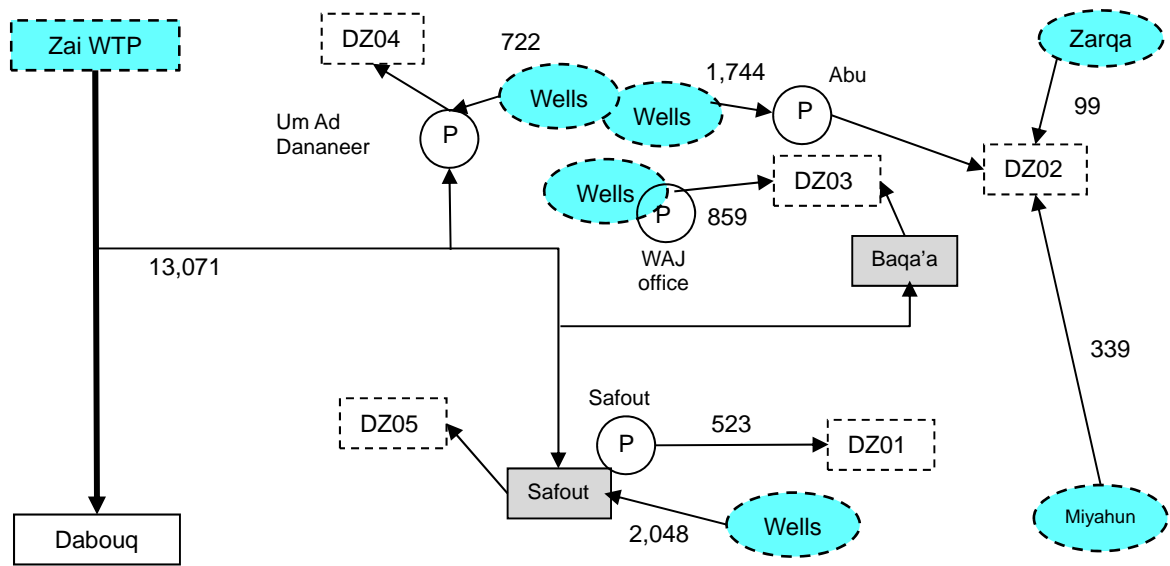 Zai WTP
DZ04
722
Wells
Wells
1,744
Abu
P
Zarqa
99
Um Ad
Dananeer
P
Wells
P
859
DZ03
DZ02
WAJ
office
Baqa'a
13,071
339
Safout
P
523
DZ05
DZ01
Safout
2,048
Wells
Miyahun
Dabouq